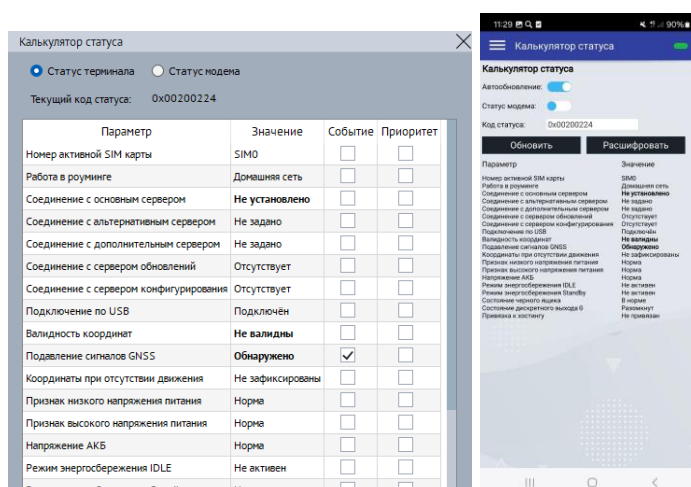 Калькулятор статуса
Статус терминала Статус модема
Текущий код статуса: 0x00200224
Параметр Значение Событие Приоритет
Номер активной SIM карты SIM0
Работа в роуминге Домашняя сеть
Соединение с основным сервером Не установлено
Соединение с альтернативным сервером Не задано
Соединение с дополнительным сервером Не задано
Соединение с сервером обновлений Отсутствует
Соединение с сервером конфигурирования Отсутствует
Подключение по USB Подключён
Валидность координат Не валидны
Подавление сигналов GNSS Обнаружено
Координаты при отсутствии движения Не зафиксированы
Признак низкого напряжения питания Норма
Признак высокого напряжения питания Норма
Напряжение АКБ Норма
Режим энергосбережения IDLE Не активен
11:29 90%
Калькулятор статуса
Калькулятор статуса
Автообновление:
Статус модема:
Код статуса: 0x00200224
Обновить Расшифровать
Параметр Значение
Номер активной SIM карты SIM0
Работа в роуминге Домашняя сеть
Соединение с основным сервером Не установлено
Соединение с альтернативным сервером Не задано
Соединение с дополнительным сервером Не задано
Соединение с сервером обновлений Отсутствует
Соединение с сервером конфигурирования Отсутствует
Подключение по USB Подключён
Валидность координат Не валидны
Подавление сигналов GNSS Обнаружено
Координаты при отсутствии движения Не зафиксированы
Признак низкого напряжения питания Норма
Признак высокого напряжения питания Норма
Напряжение АКБ Норма
Режим энергосбережения IDLE Не активен
Режим энергосбережения Standby Не активен
Состояние черного ящика В норме
Состояние дискретного выхода 6 Разомкнут
Привязка к хостингу Не привязан